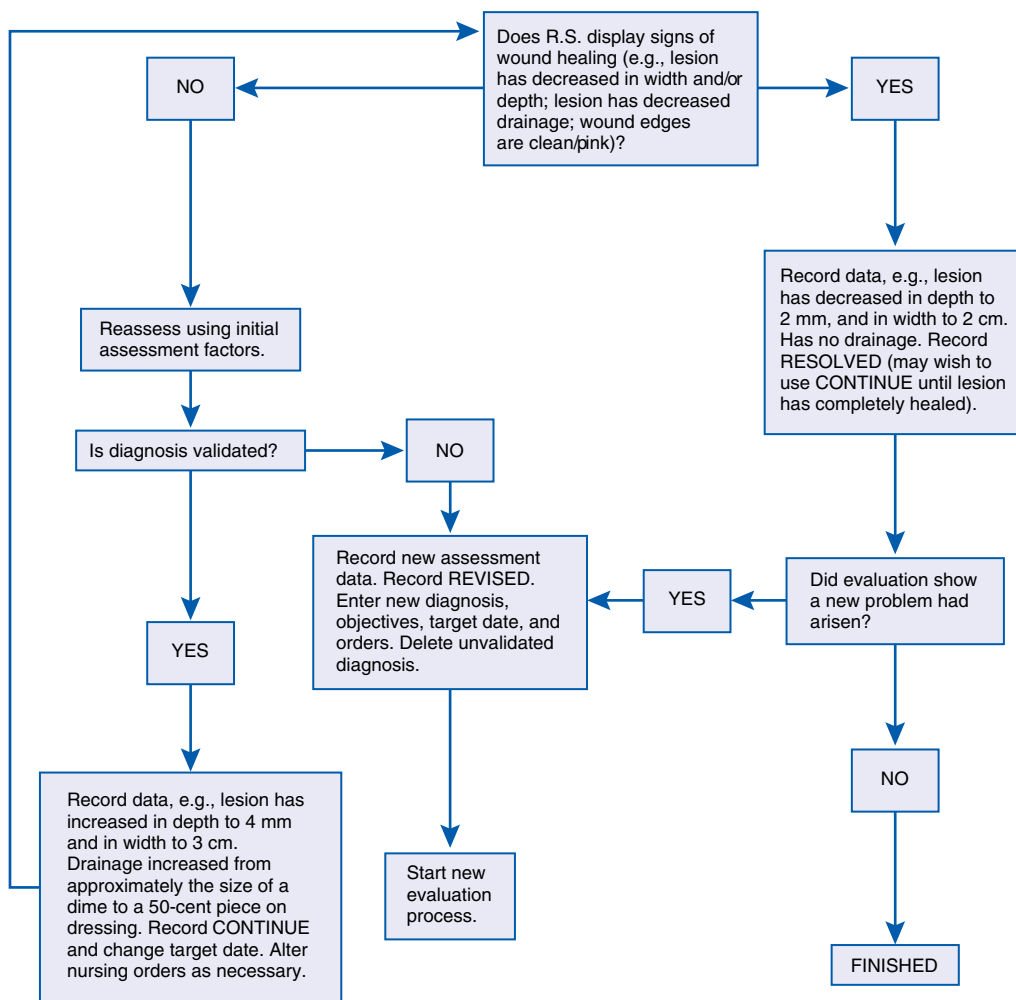 Does R.S. display signs of
wound healing (e.g., lesion
has decreased in width and/or
depth; lesion has decreased
drainage; wound edges
are clean/pink)?
NO
YES
Reassess using initial
assessment factors.
Record data, e.g., lesion
has decreased in depth to
2 mm, and in width to 2 cm.
Has no drainage. Record
RESOLVED (may wish to
use CONTINUE until lesion
has completely healed).
Is diagnosis validated?
NO
Record new assessment
data. Record REVISED.
Enter new diagnosis,
objectives, target date, and
orders. Delete unvalidated
diagnosis.
YES
Did evaluation show
a new problem had
arisen?
YES
NO
Record data, e.g., lesion has
increased in depth to 4 mm
and in width to 3 cm.
Drainage increased from
approximately the size of a
dime to a 50-cent piece on
dressing. Record CONTINUE
and change target date. Alter
nursing orders as necessary.
Start new
evaluation
process.
FINISHED